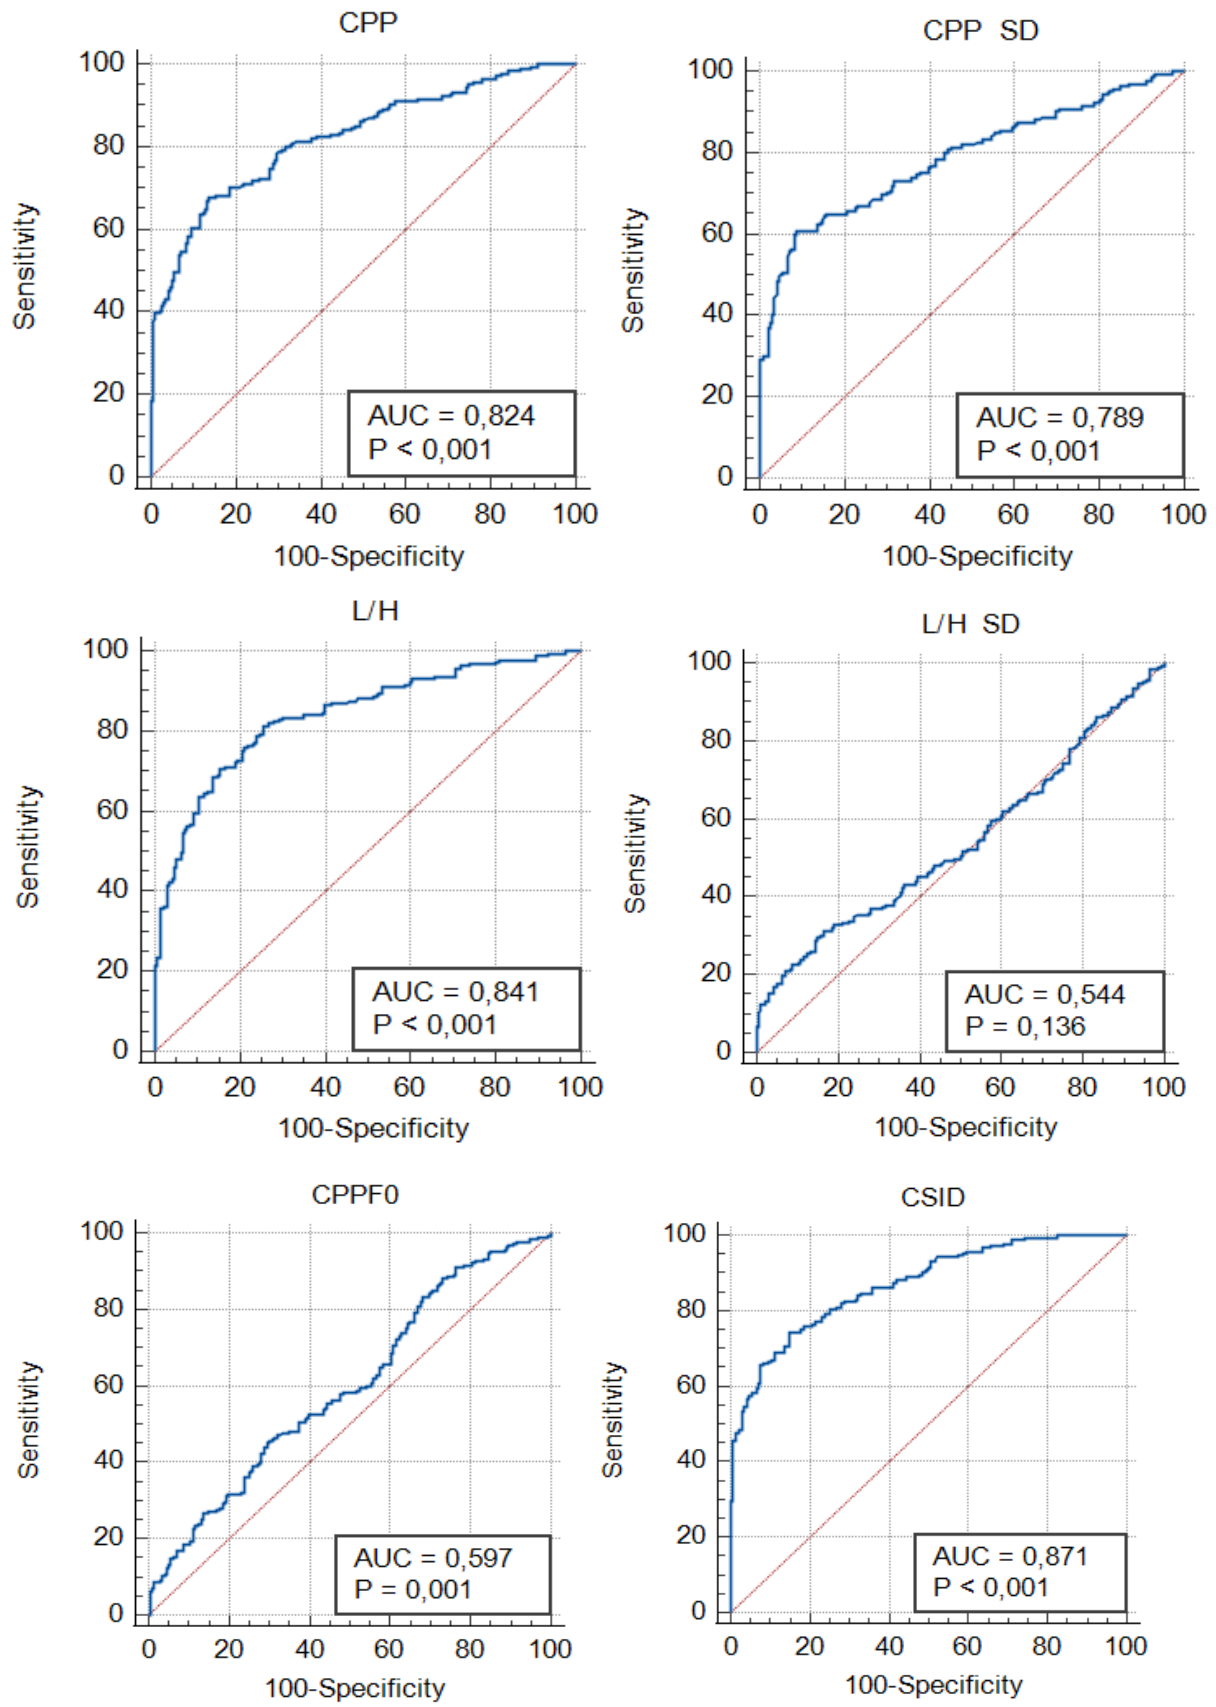 CPP
Sensitivity
100
80
60
40
20
0
AUC = 0,824
P < 0,001
0 20 40 60 80 100
100-Specificity
CPP SD
Sensitivity
100
80
60
40
20
0
AUC = 0,789
P < 0,001
0 20 40 60 80 100
100-Specificity
L/H
Sensitivity
100
80
60
40
20
0
AUC = 0,841
P < 0,001
0 20 40 60 80 100
100-Specificity
L/H SD
Sensitivity
100
80
60
40
20
0
AUC = 0,544
P = 0,136
0 20 40 60 80 100
100-Specificity
CPPF0
Sensitivity
100
80
60
40
20
0
AUC = 0,597
P = 0,001
0 20 40 60 80 100
100-Specificity
CSID
Sensitivity
100
80
60
40
20
0
AUC = 0,871
P < 0,001
0 20 40 60 80 100
100-Specificity